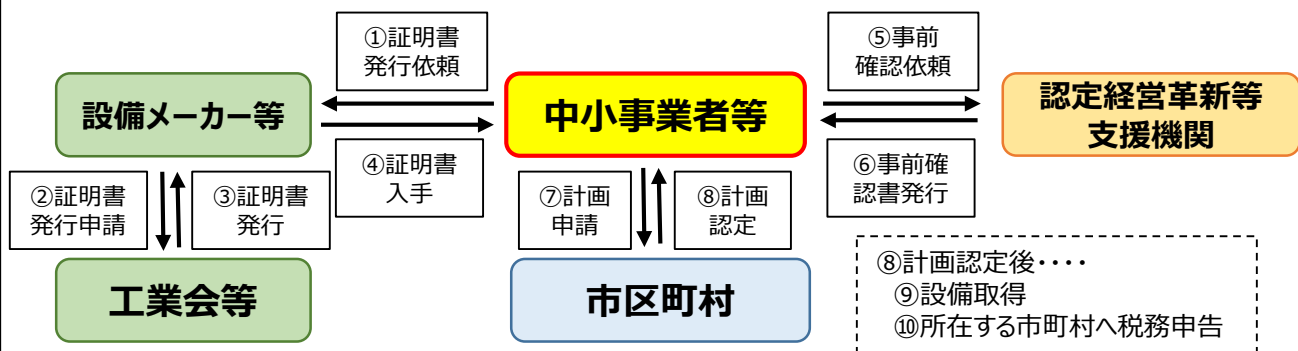 ①証明書
発行依頼
⑤事前
確認依頼
設備メーカー等
中小事業者等
認定経営革新等
支援機関
②証明書
発行申請
③証明書
発行
④証明書
入手
⑦計画
申請
⑧計画
認定
⑥事前確
認書発行
工業会等
市区町村
⑧計画認定後・・・・
⑨設備取得
⑩所在する市町村へ税務申告